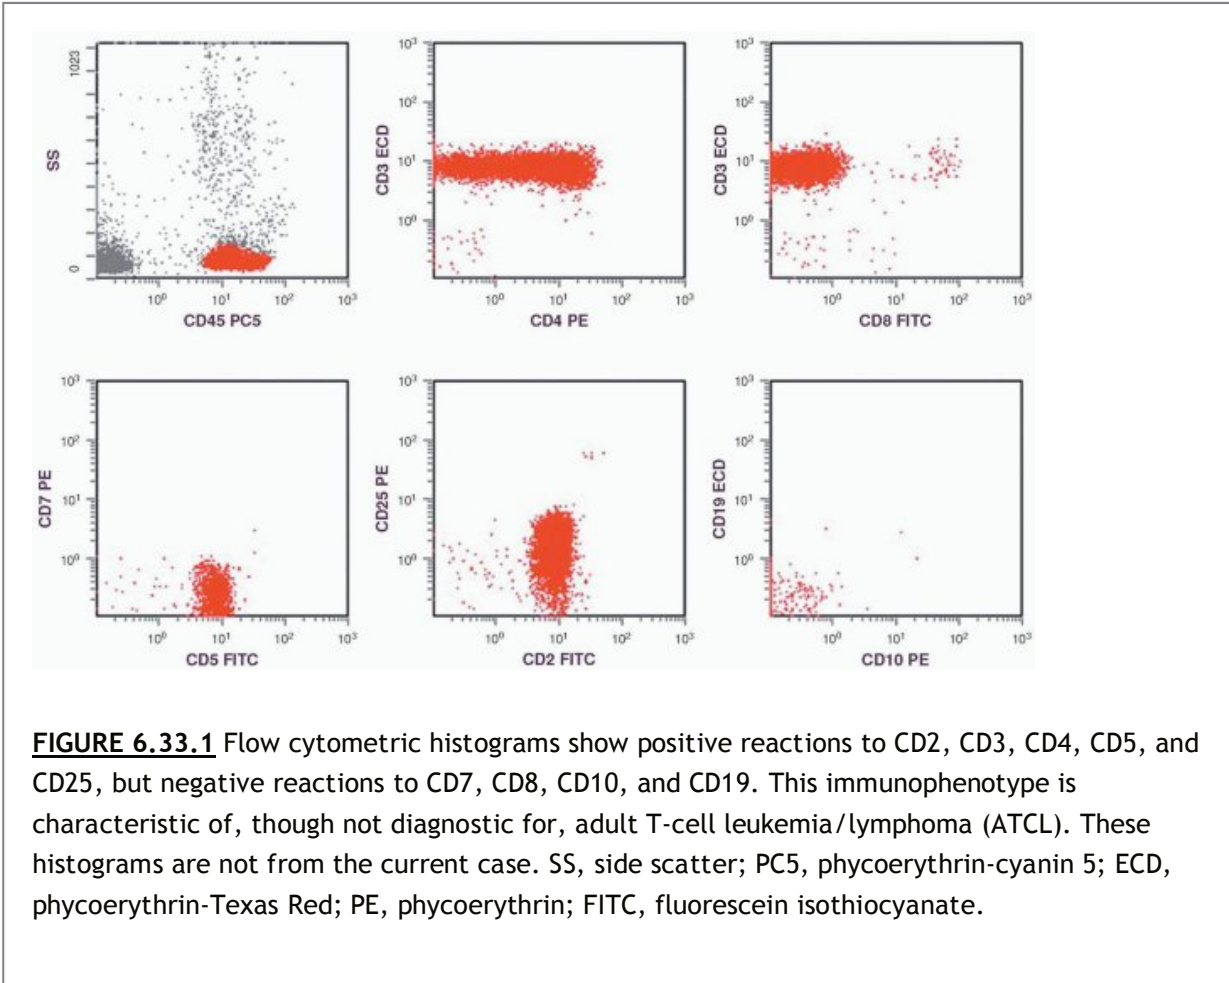 1023
SS
0
10⁰
10¹
10²
10³
CD45 PC5
10³
10²
10¹
10⁰
CD3 ECD
10⁰
10¹
10²
10³
CD4 PE
10³
10²
10¹
10⁰
CD3 ECD
10⁰
10¹
10²
10³
CD8 FITC
10³
10²
10¹
10⁰
CD7 PE
10⁰
10¹
10²
10³
CD5 FITC
10³
10²
10¹
10⁰
CD25 PE
10⁰
10¹
10²
10³
CD2 FITC
10³
10²
10¹
10⁰
CD19 ECD
10⁰
10¹
10²
10³
CD10 PE
FIGURE 6.33.1 Flow cytometric histograms show positive reactions to CD2, CD3, CD4, CD5, and
CD25, but negative reactions to CD7, CD8, CD10, and CD19. This immunophenotype is
characteristic of, though not diagnostic for, adult T-cell leukemia/lymphoma (ATCL). These
histograms are not from the current case. SS, side scatter; PC5, phycoerythrin-cyanin 5; ECD,
phycoerythrin-Texas Red; PE, phycoerythrin; FITC, fluorescein isothiocyanate.